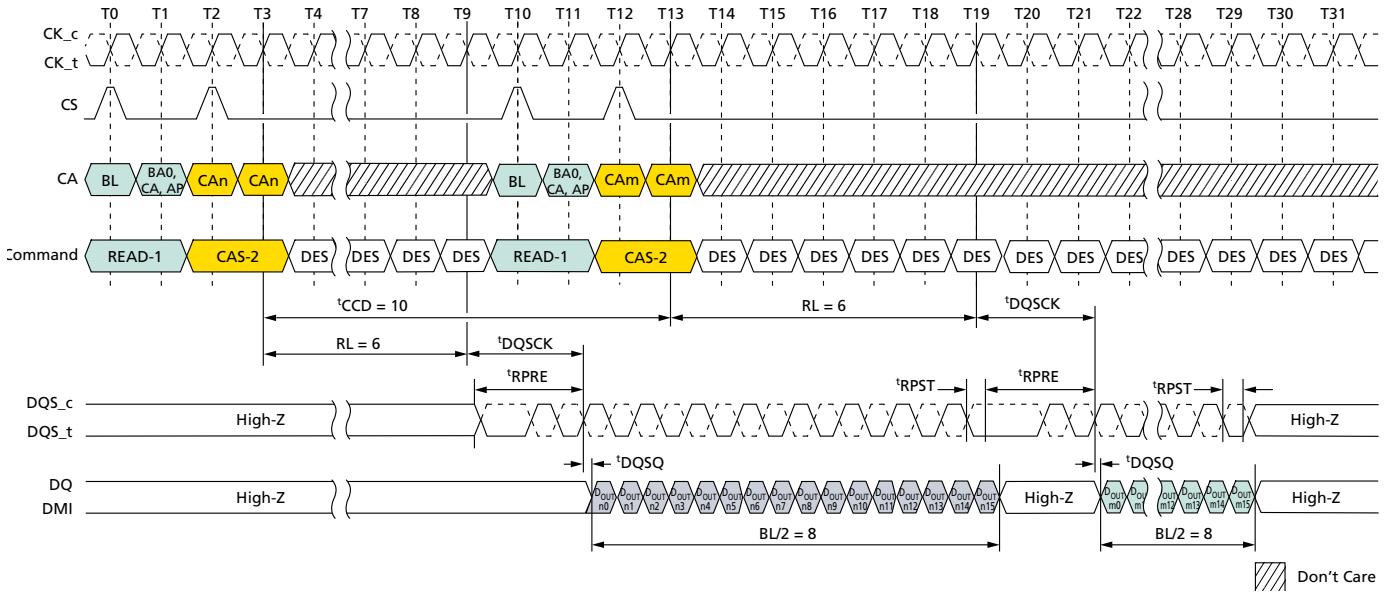 T0 T1 T2 T3 T4 T7 T8 T9 T10 T11 T12 T13 T14 T15 T16 T17 T18 T19 T20 T21 T22 T28 T29 T30 T31
CK_c
CK_t
CS
CA BL BA0, CA, AP CAn CAn BL BA0, CA, AP CAm CAm
Command READ-1 CAS-2 DES DES DES DES READ-1 CAS-2 DES DES DES DES DES DES DES DES DES DES DES DES DES
tCCD = 10 RL = 6 tDQSCK
RL = 6 tDQSCK
tRPRE tRPST tRPRE tRPST
DQS_c
DQS_t
High-Z High-Z
tDQSQ tDQSQ
DQ
DMI
High-Z DOUT n0 DOUT n1 DOUT n2 DOUT n3 DOUT n4 DOUT n5 DOUT n6 DOUT n7 DOUT n8 DOUT n9 DOUT n10 DOUT n11 DOUT n12 DOUT n13 DOUT n14 DOUT n15 High-Z DOUT m0 DOUT m12 DOUT m13 DOUT m14 DOUT m15 High-Z
BL/2 = 8 BL/2 = 8
Don't Care